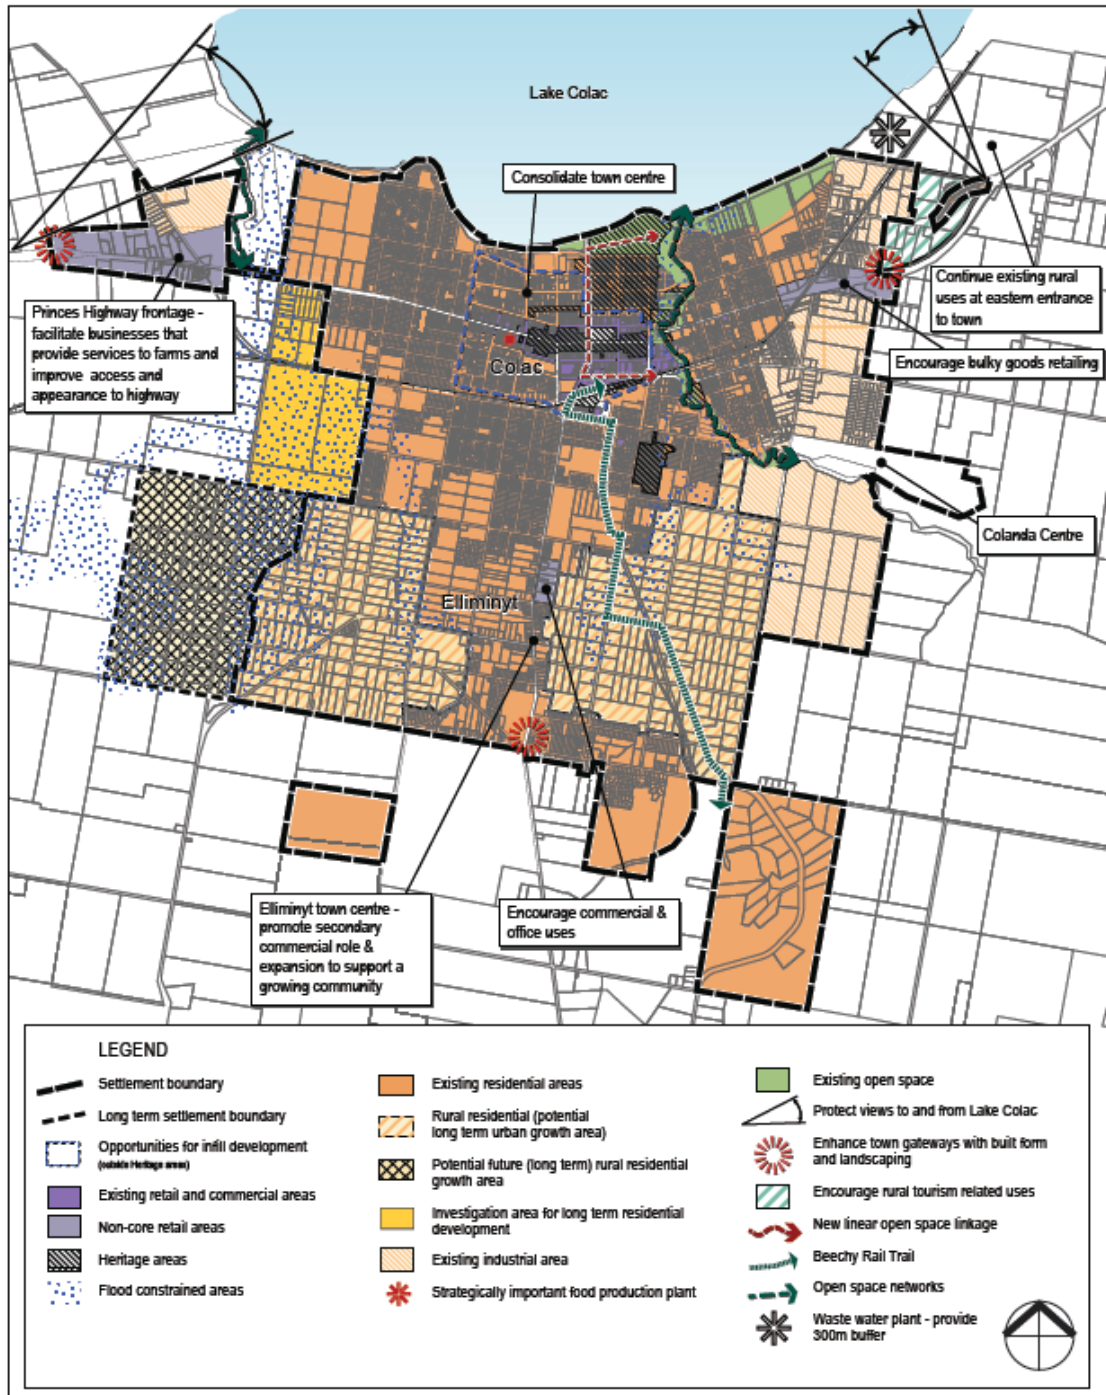 Lake Colac
Consolidate town centre
Princes Highway frontage -
facilitate businesses that
provide services to farms and
improve access and
appearance to highway
Continue existing rural
uses at eastern entrance
to town
Encourage bulky goods retailing
Colac
Colanda Centre
Elliminyt
Elliminyt town centre -
promote secondary
commercial role &
expansion to support a
growing community
Encourage commercial &
office uses
LEGEND
Settlement boundary
Long term settlement boundary
Opportunities for infill development
(outside Heritage areas)
Existing retail and commercial areas
Non-core retail areas
Heritage areas
Flood constrained areas
Existing residential areas
Rural residential (potential
long term urban growth area)
Potential future (long term) rural residential
growth area
Investigation area for long term residential
development
Existing industrial area
Strategically important food production plant
Existing open space
Protect views to and from Lake Colac
Enhance town gateways with built form
and landscaping
Encourage rural tourism related uses
New linear open space linkage
Beechy Rail Trail
Open space networks
Waste water plant - provide
300m buffer